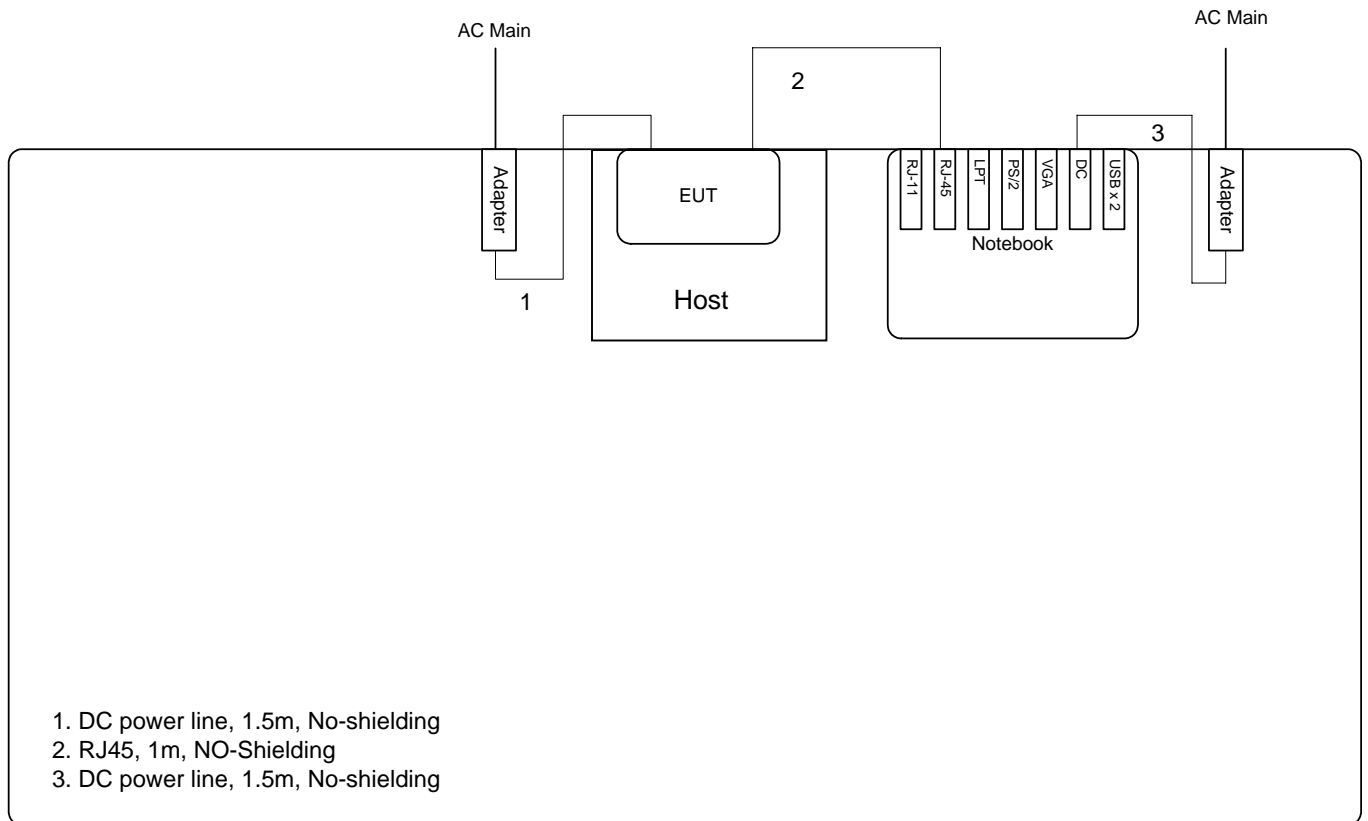 AC Main
AC Main
2
3
Adapter
EUT
RJ-11
RJ-45
LPT
PS/2
VGA
DC
USB x 2
Adapter
Notebook
1
Host
1. DC power line, 1.5m, No-shielding
2. RJ45, 1m, NO-Shielding
3. DC power line, 1.5m, No-shielding